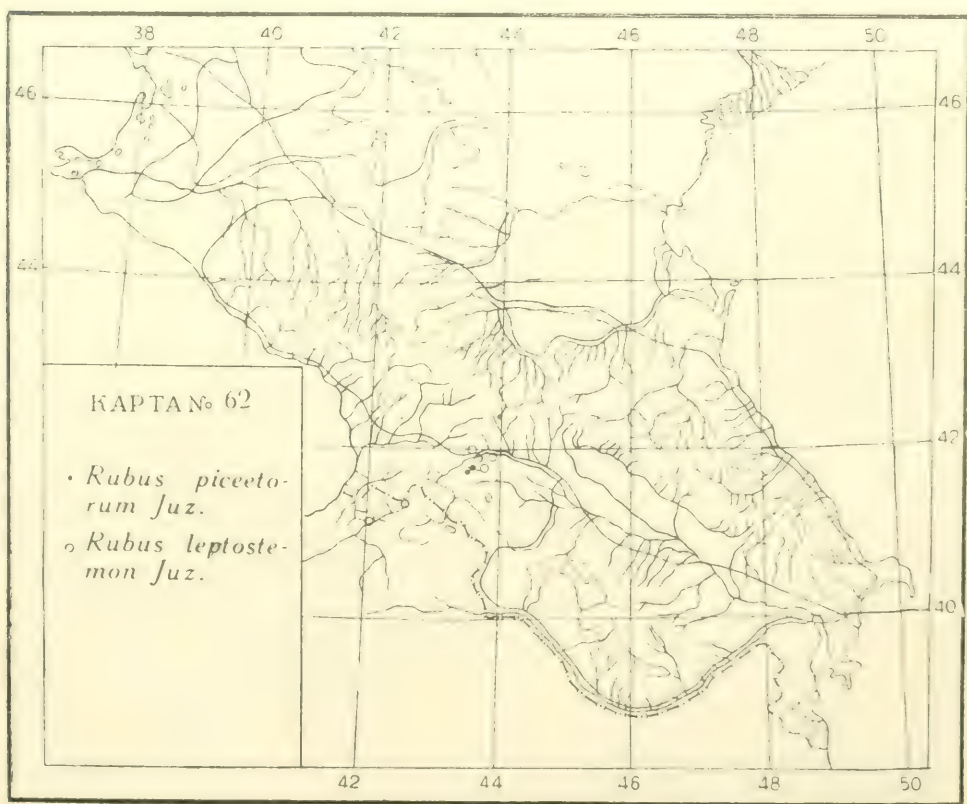 38 40 42 44 46 48 50
46 46
44 44
КАРТА № 62
42
• Rubus piceeto-
rum Juz.
○ Rubus leptoste-
mon Juz.
40
42 44 46 48 50